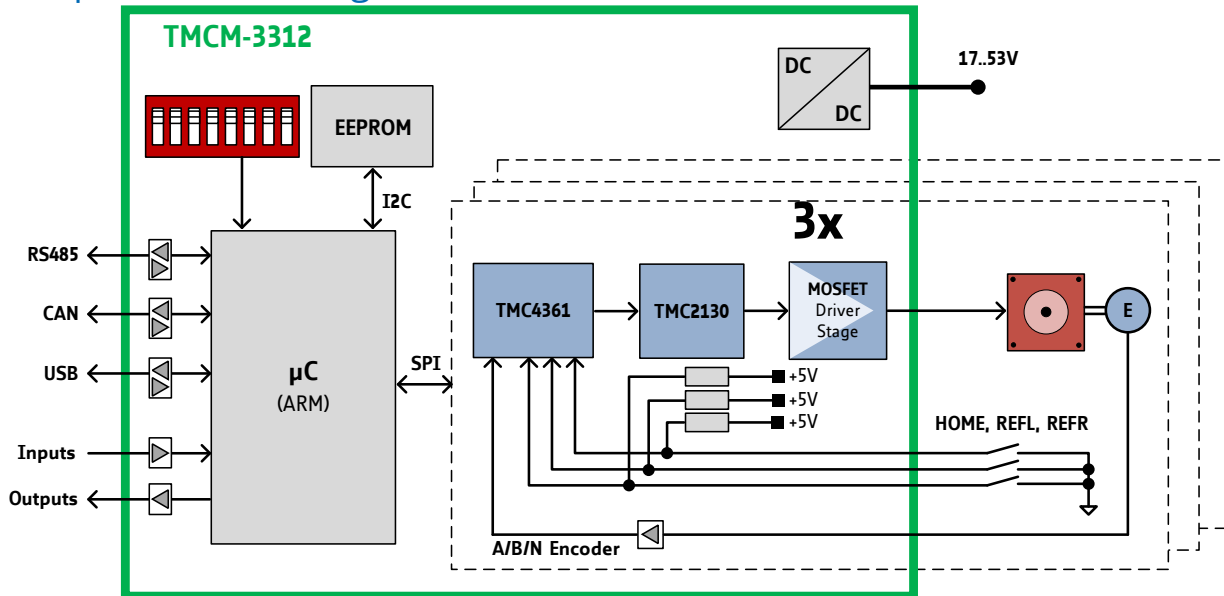 TMCM-3312
DC
DC
17..53V
EEPROM
I2C
3x
RS485
CAN
USB
Inputs
Outputs
µC
(ARM)
SPI
TMC4361
TMC2130
MOSFET
Driver
Stage
E
+5V
+5V
+5V
HOME, REFL, REFR
A/B/N Encoder